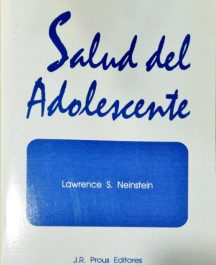 Salud del
Adolescente
Lawrence S. Neinstein
J.R. Prous Editores